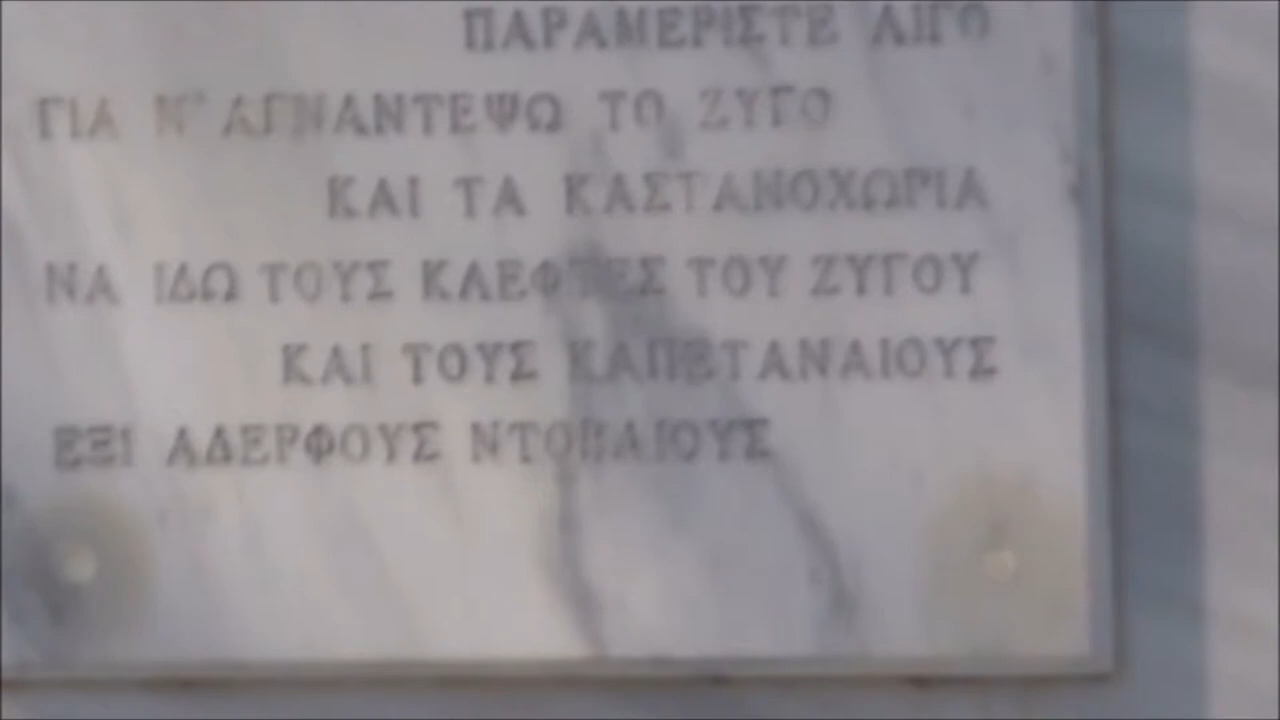 ΠΑΡΑΜΕΡΙΣΤΕ ΛΙΓΟ
ΓΙΑ Ν' ΑΓΝΑΝΤΕΨΩ ΤΟ ΖΥΓΟ
ΚΑΙ ΤΑ ΚΑΣΤΑΝΟΧΩΡΙΑ
ΝΑ ΙΔΩ ΤΟΥΣ ΚΛΕΦΤΕΣ ΤΟΥ ΖΥΓΟΥ
ΚΑΙ ΤΟΥΣ ΚΑΠΕΤΑΝΑΙΟΥΣ
ΕΞΙ ΑΔΕΡΦΟΥΣ ΝΤΟΒΑΙΟΥΣ